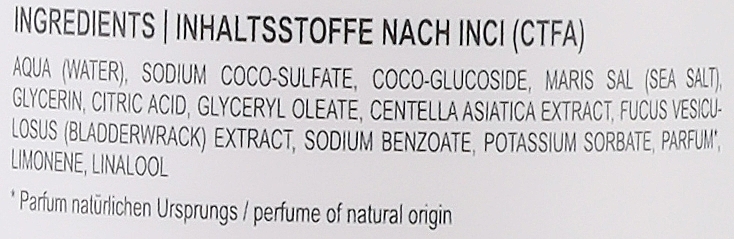 INGREDIENTS | INHALTSSTOFFE NACH INCI (CTFA)
AQUA (WATER), SODIUM COCO-SULFATE, COCO-GLUCOSIDE, MARIS SAL (SEA SALT),
GLYCERIN, CITRIC ACID, GLYCERYL OLEATE, CENTELLA ASIATICA EXTRACT, FUCUS VESICU-
LOSUS (BLADDERWRACK) EXTRACT, SODIUM BENZOATE, POTASSIUM SORBATE, PARFUM*,
LIMONENE, LINALOOL
* Parfum natürlichen Ursprungs / perfume of natural origin